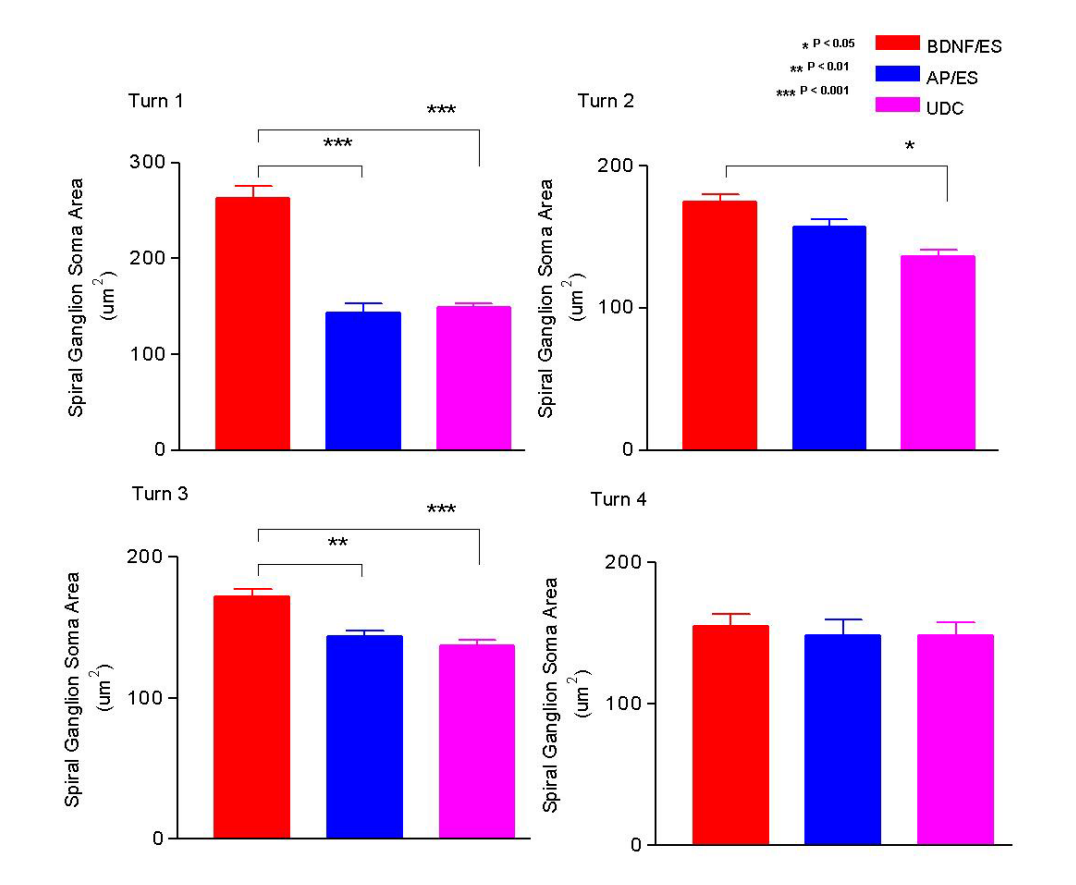 * P < 0.05
BDNF/ES
** P < 0.01
AP/ES
*** P < 0.001
UDC
Turn 1
***
***
300
200
100
0
Spiral Ganglion Soma Area
(um²)
Turn 2
*
200
100
0
Spiral Ganglion Soma Area
(um²)
Turn 3
***
**
200
100
0
Spiral Ganglion Soma Area
(um²)
Turn 4
200
100
0
Spiral Ganglion Soma Area
(um²)